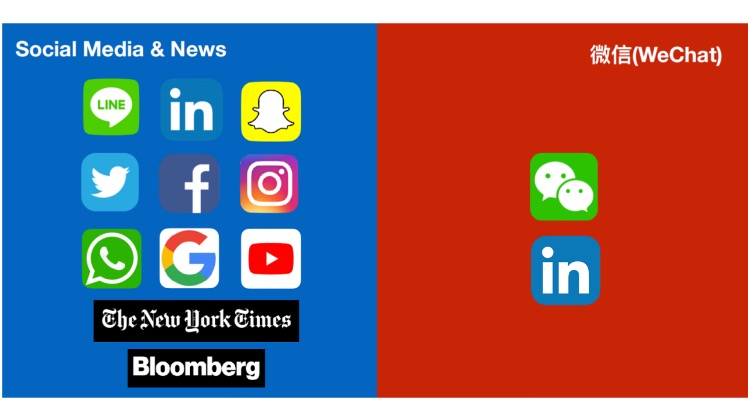 Social Media & News
微信(WeChat)
LINE
in
in
f
The New York Times
Bloomberg